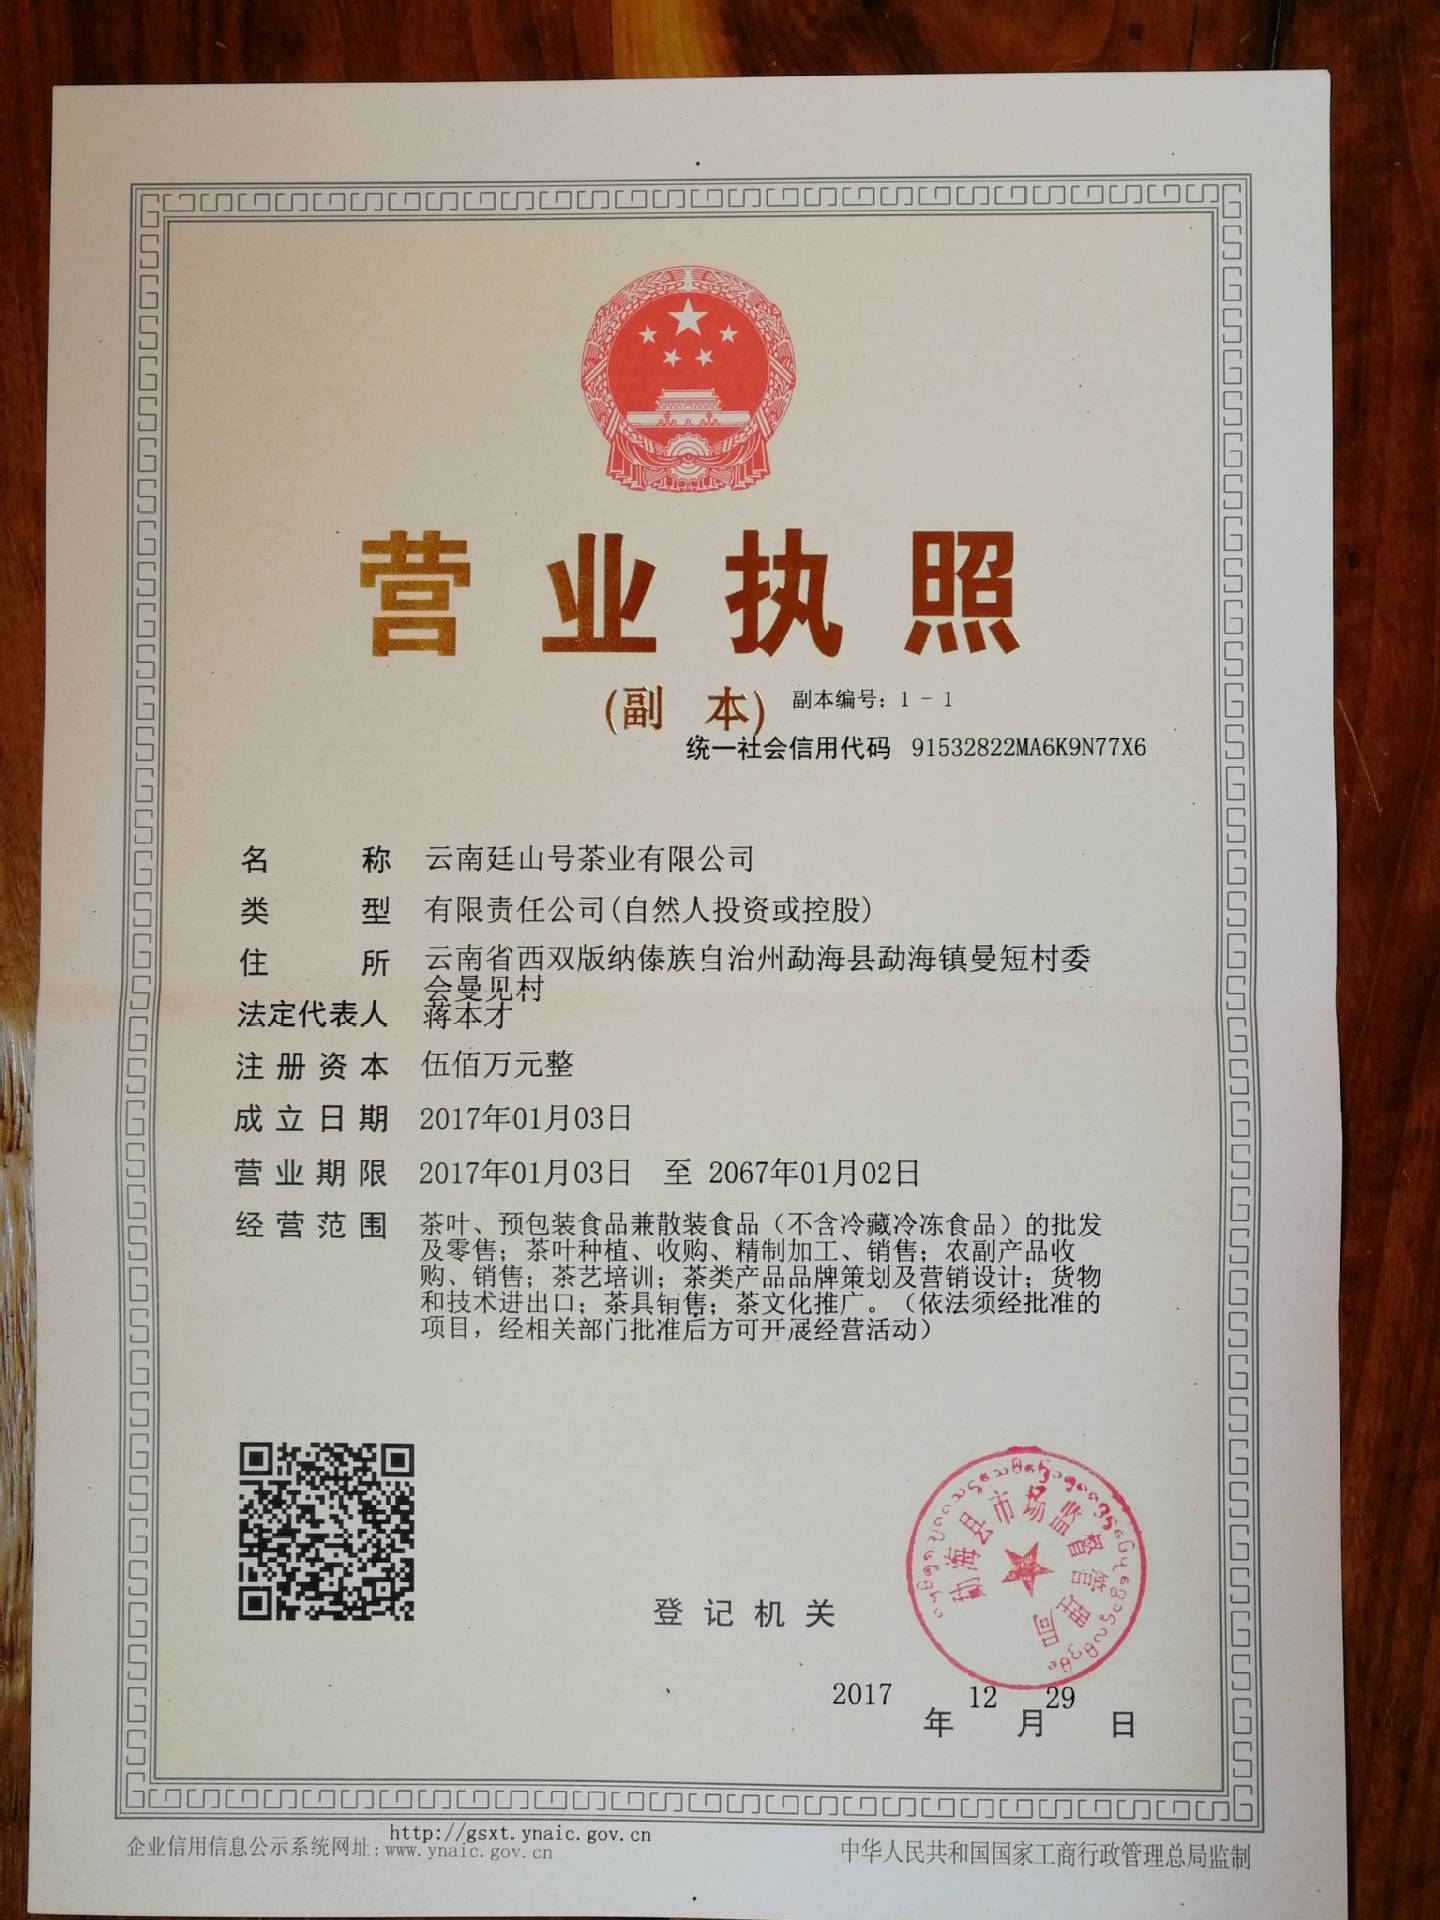 营业执照
(副 本) 副本编号: 1 - 1
统一社会信用代码 91532822MA6K9N77X6
名 称 云南廷山号茶业有限公司
类 型 有限责任公司(自然人投资或控股)
住 所 云南省西双版纳傣族自治州勐海县勐海镇曼短村委
会曼见村
法定代表人 蒋本才
注册资本 伍佰万元整
成立日期 2017年01月03日
营业期限 2017年01月03日 至 2067年01月02日
经营范围 茶叶、预包装食品兼散装食品（不含冷藏冷冻食品）的批发
及零售；茶叶种植、收购、精制加工、销售；农副产品收
购、销售；茶艺培训；茶类产品品牌策划及营销设计；货物
和技术进出口；茶具销售；茶文化推广。（依法须经批准的
项目，经相关部门批准后方可开展经营活动）
勐海县市场监督管理局
登记机关
2017 年 12 月 29 日
http://gsxt.ynaic.gov.cn
企业信用信息公示系统网址: www.ynaic.gov.cn
中华人民共和国国家工商行政管理总局监制